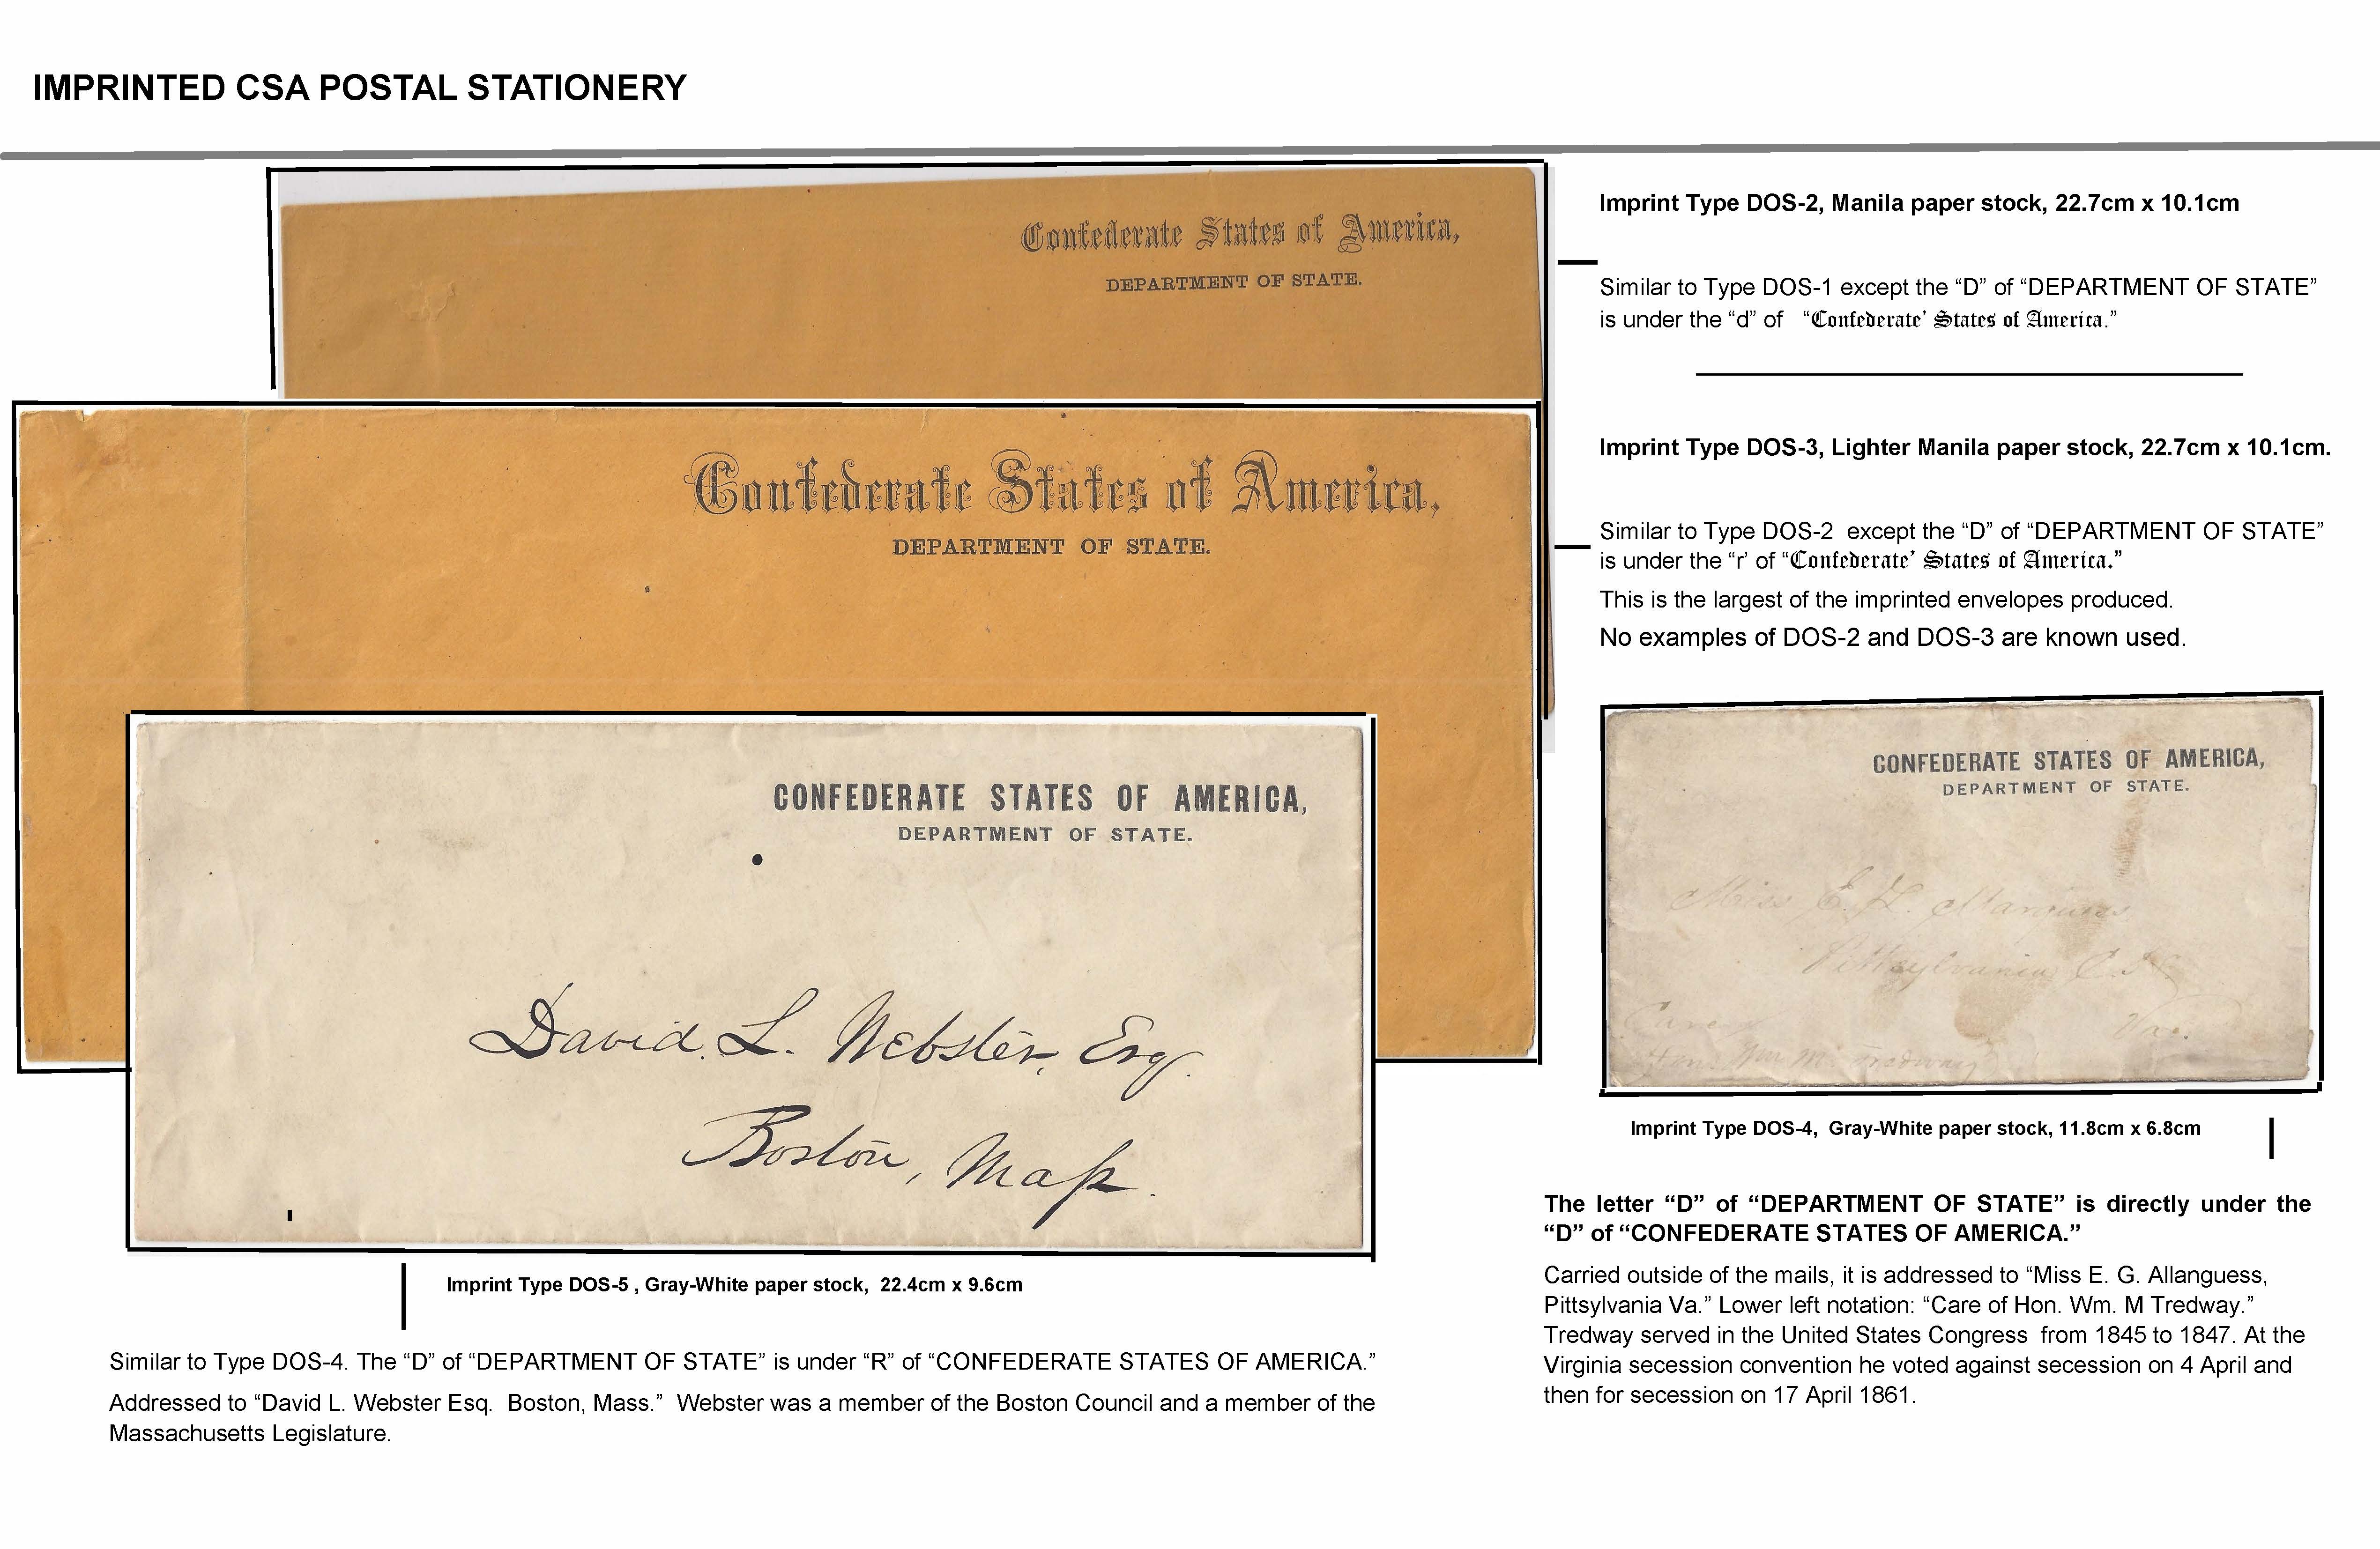 IMPRINTED CSA POSTAL STATIONERY
Confederate States of America,
DEPARTMENT OF STATE.
Imprint Type DOS-2, Manila paper stock, 22.7cm x 10.1cm
Similar to Type DOS-1 except the “D” of “DEPARTMENT OF STATE”
is under the “d” of “Confederate’ States of America.”
Confederate States of America,
DEPARTMENT OF STATE.
Imprint Type DOS-3, Lighter Manila paper stock, 22.7cm x 10.1cm.
Similar to Type DOS-2 except the “D” of “DEPARTMENT OF STATE”
is under the “r’ of “Confederate’ States of America.”
This is the largest of the imprinted envelopes produced.
No examples of DOS-2 and DOS-3 are known used.
CONFEDERATE STATES OF AMERICA,
DEPARTMENT OF STATE.
David. L. Webster, Esq.
Boston, Mass.
Imprint Type DOS-5 , Gray-White paper stock, 22.4cm x 9.6cm
Similar to Type DOS-4. The “D” of “DEPARTMENT OF STATE” is under “R” of “CONFEDERATE STATES OF AMERICA.”
Addressed to “David L. Webster Esq. Boston, Mass.” Webster was a member of the Boston Council and a member of the
Massachusetts Legislature.
CONFEDERATE STATES OF AMERICA,
DEPARTMENT OF STATE.
Miss E.
Pittsylvania
Va.
Care
Hon. Wm M. Tredway
Imprint Type DOS-4, Gray-White paper stock, 11.8cm x 6.8cm
The letter “D” of “DEPARTMENT OF STATE” is directly under the
“D” of “CONFEDERATE STATES OF AMERICA.”
Carried outside of the mails, it is addressed to “Miss E. G. Allanguess,
Pittsylvania Va.” Lower left notation: “Care of Hon. Wm. M Tredway.”
Tredway served in the United States Congress from 1845 to 1847. At the
Virginia secession convention he voted against secession on 4 April and
then for secession on 17 April 1861.